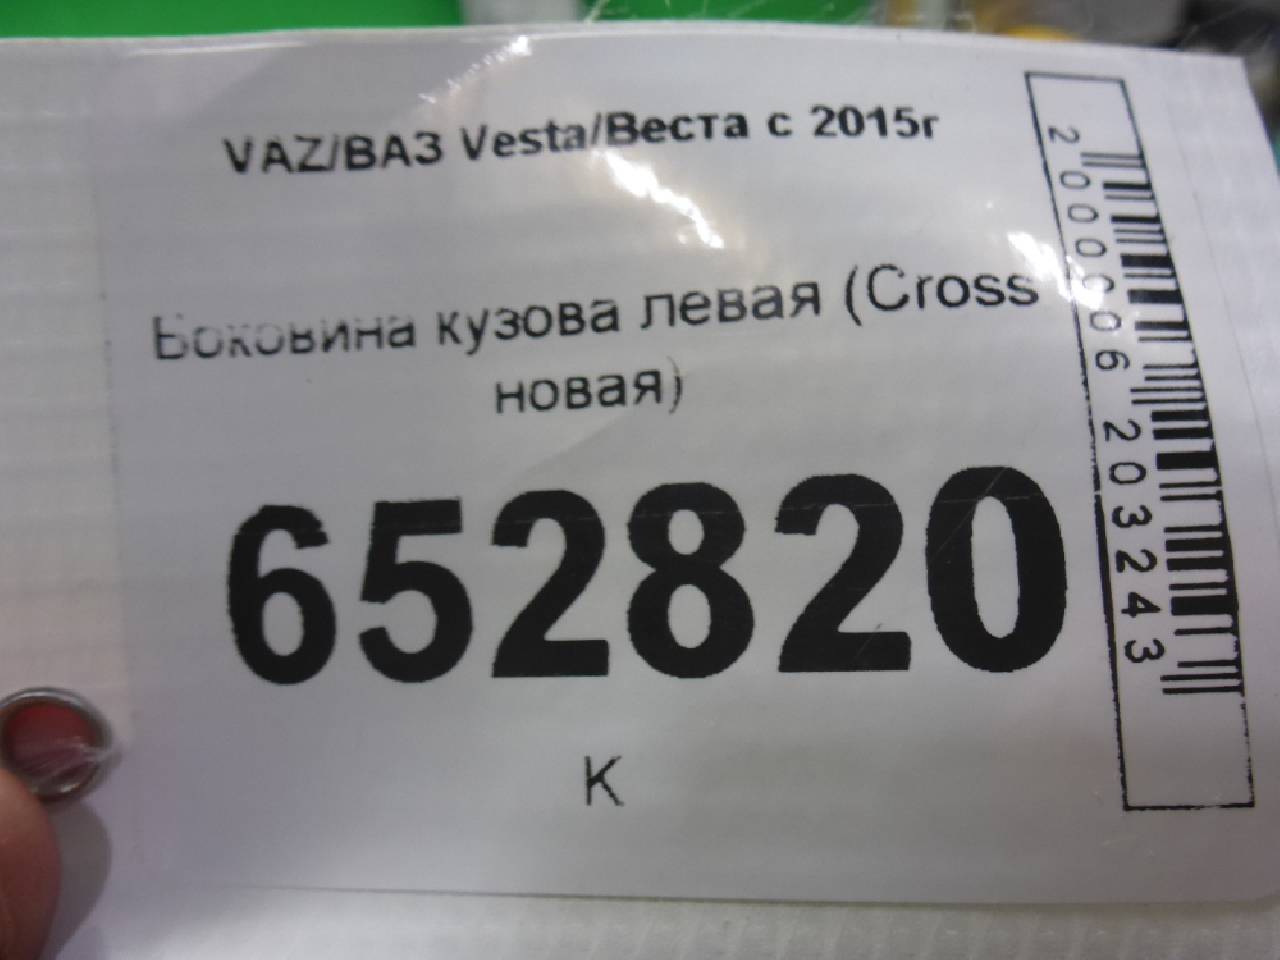 VAZ/ВАЗ Vesta/Веста с 2015г
Боковина кузова левая (Cross
новая)
652820
К
2000006203243